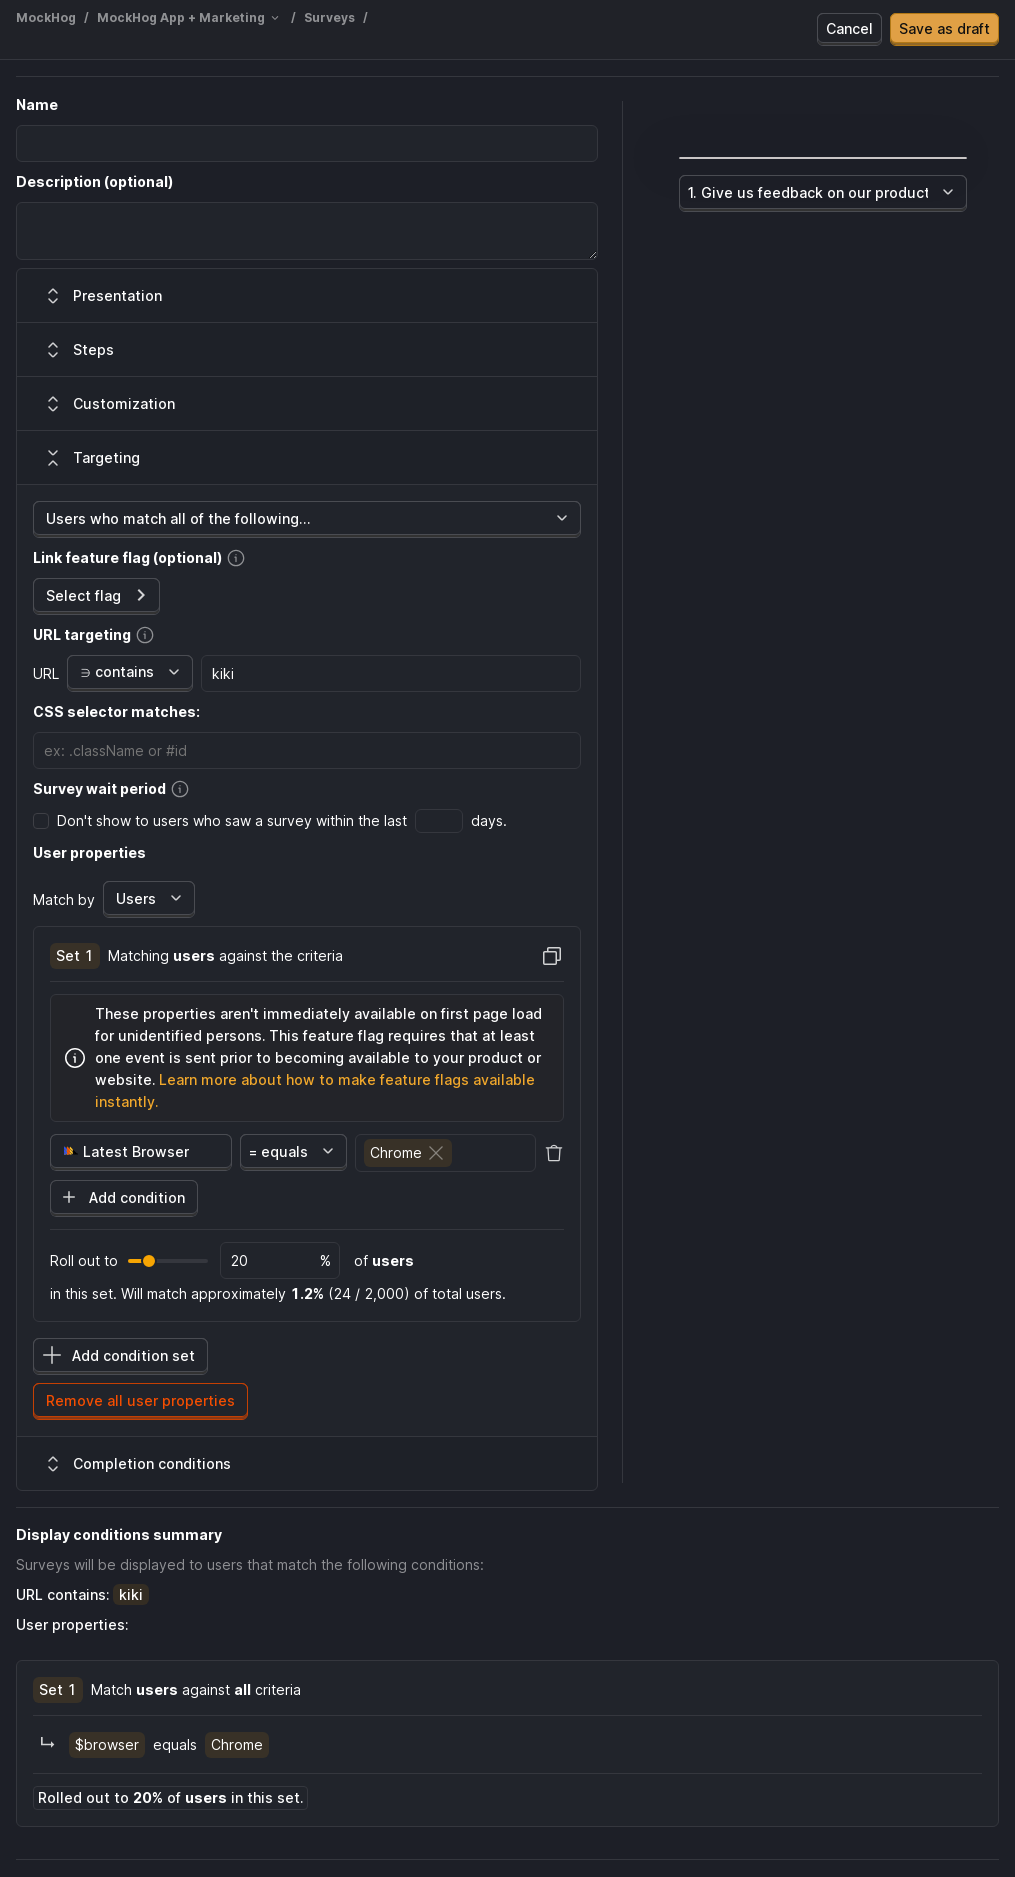 MockHog / MockHog App + Marketing / Surveys /
Cancel
Save as draft
Name
1. Give us feedback on our product
Description (optional)
Presentation
Steps
Customization
Targeting
Users who match all of the following...
Link feature flag (optional)
Select flag
URL targeting
URL ∋ contains kiki
CSS selector matches:
ex: .className or #id
Survey wait period
Don't show to users who saw a survey within the last days.
User properties
Match by Users
Set 1 Matching users against the criteria
These properties aren't immediately available on first page load
for unidentified persons. This feature flag requires that at least
one event is sent prior to becoming available to your product or
website. Learn more about how to make feature flags available
instantly.
Latest Browser = equals Chrome
Add condition
Roll out to 20 % of users
in this set. Will match approximately 1.2% (24 / 2,000) of total users.
Add condition set
Remove all user properties
Completion conditions
Display conditions summary
Surveys will be displayed to users that match the following conditions:
URL contains: kiki
User properties:
Set 1 Match users against all criteria
$browser equals Chrome
Rolled out to 20% of users in this set.